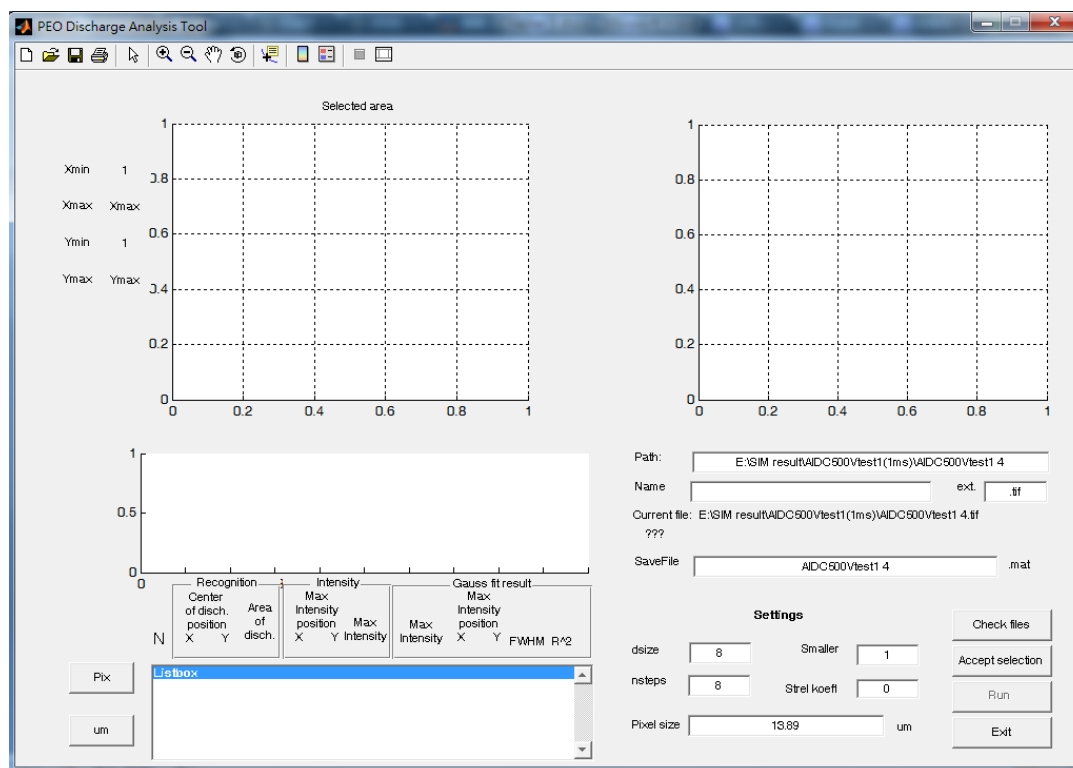 PEO Discharge Analysis Tool
Selected area
Xmin 1
Xmax Xmax
Ymin 1
Ymax Ymax
1
0.8
0.6
0.4
0.2
0
0 0.2 0.4 0.6 0.8 1
1
0.8
0.6
0.4
0.2
0
0 0.2 0.4 0.6 0.8 1
1
0.5
0
0
Path: E:\SIM result\AlDC500Vtest1(1ms)\AlDC500Vtest1 4
Name ext. .tif
Current file: E:\SIM result\AlDC500Vtest1(1ms)\AlDC500Vtest1 4.tif
???
SaveFile AlDC500Vtest1 4 .mat
Recognition Intensity Gauss fit result
N
Center
of disch.
position
X Y
Area
of
disch.
Max
Intensity
position
X Y
Max
Intensity
Max
Intensity
Max
Intensity
position
X Y
FWHM R^2
Pix
um
Listbox
Settings
dsize 8 Smaller 1
nsteps 8 Strel koeff 0
Pixel size 13.89 um
Check files
Accept selection
Run
Exit